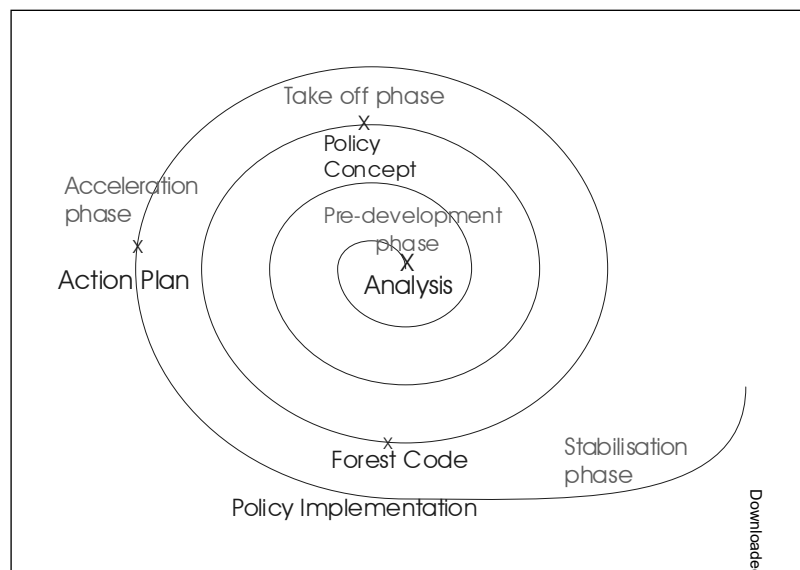 Take off phase
X
Policy
Concept
Acceleration
phase
Pre-development
phase
X
Action Plan
X
Analysis
X
Forest Code
Stabilisation
phase
Policy Implementation